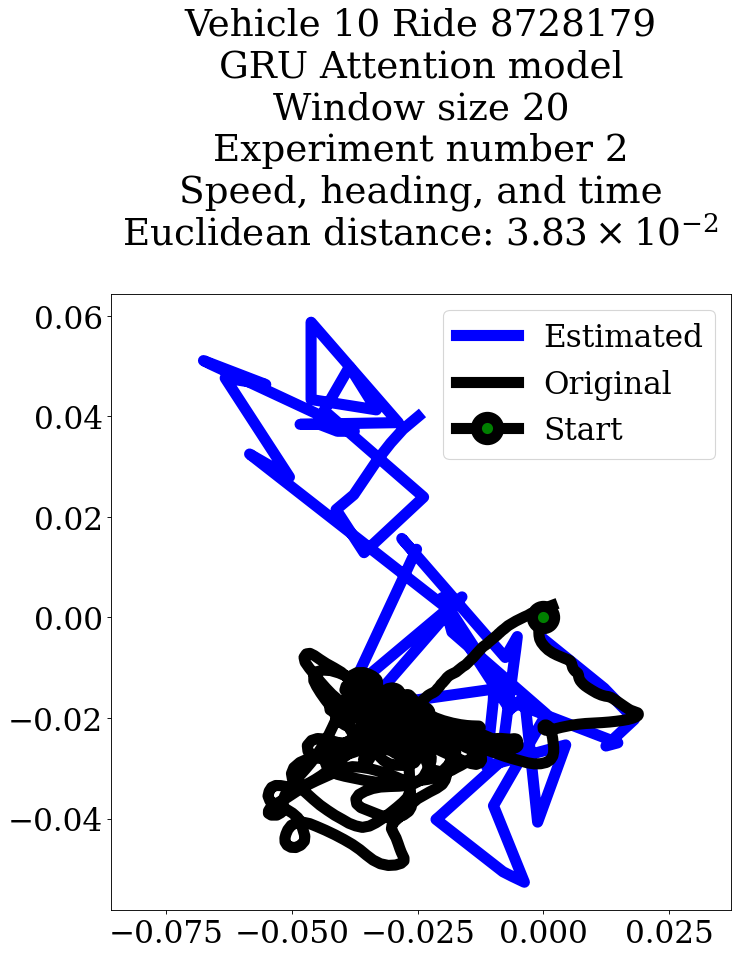 Vehicle 10 Ride 8728179
GRU Attention model
Window size 20
Experiment number 2
Speed, heading, and time
Euclidean distance: 3.83 × 10⁻²
Estimated
Original
Start
0.06
0.04
0.02
0.00
−0.02
−0.04
−0.075 −0.050 −0.025 0.000 0.025